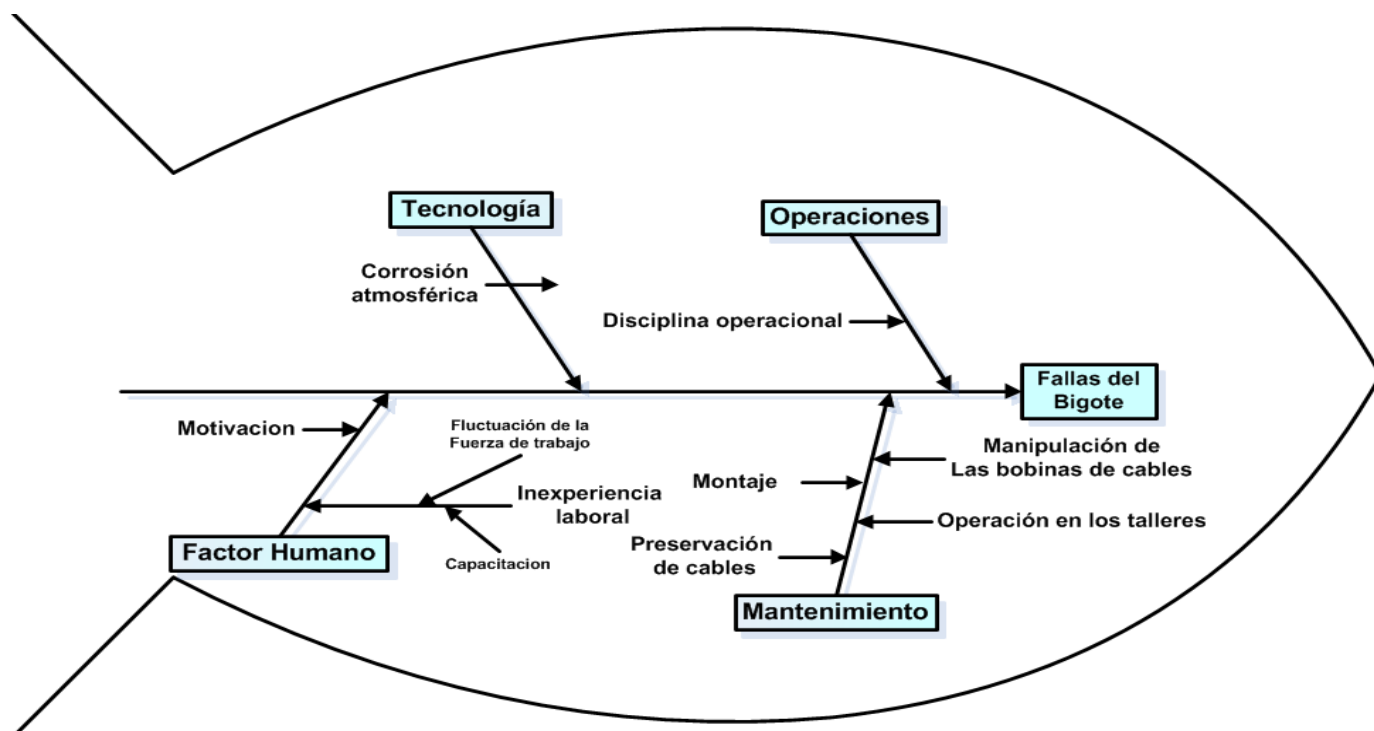 Tecnología
Operaciones
Corrosión
atmosférica
Disciplina operacional
Fallas del
Bigote
Motivacion
Fluctuación de la
Fuerza de trabajo
Inexperiencia
laboral
Capacitacion
Factor Humano
Manipulación de
Las bobinas de cables
Montaje
Operación en los talleres
Preservación
de cables
Mantenimiento